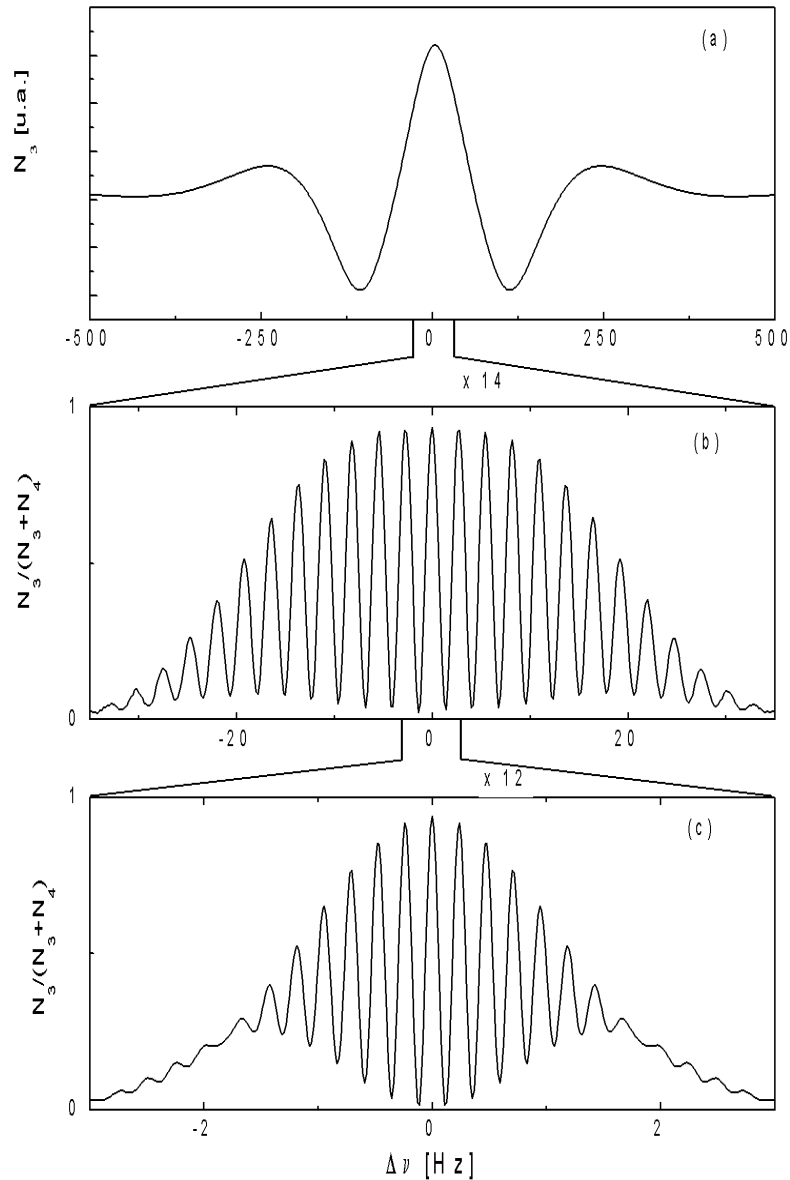 (a)
N₃ [u.a.]
-500 -250 0 250 500
x 14
1
(b)
N₃/(N₃+N₄)
0
-20 0 20
x 12
1
(c)
N₃/(N₃+N₄)
0
-2 0 2
Δν [Hz]